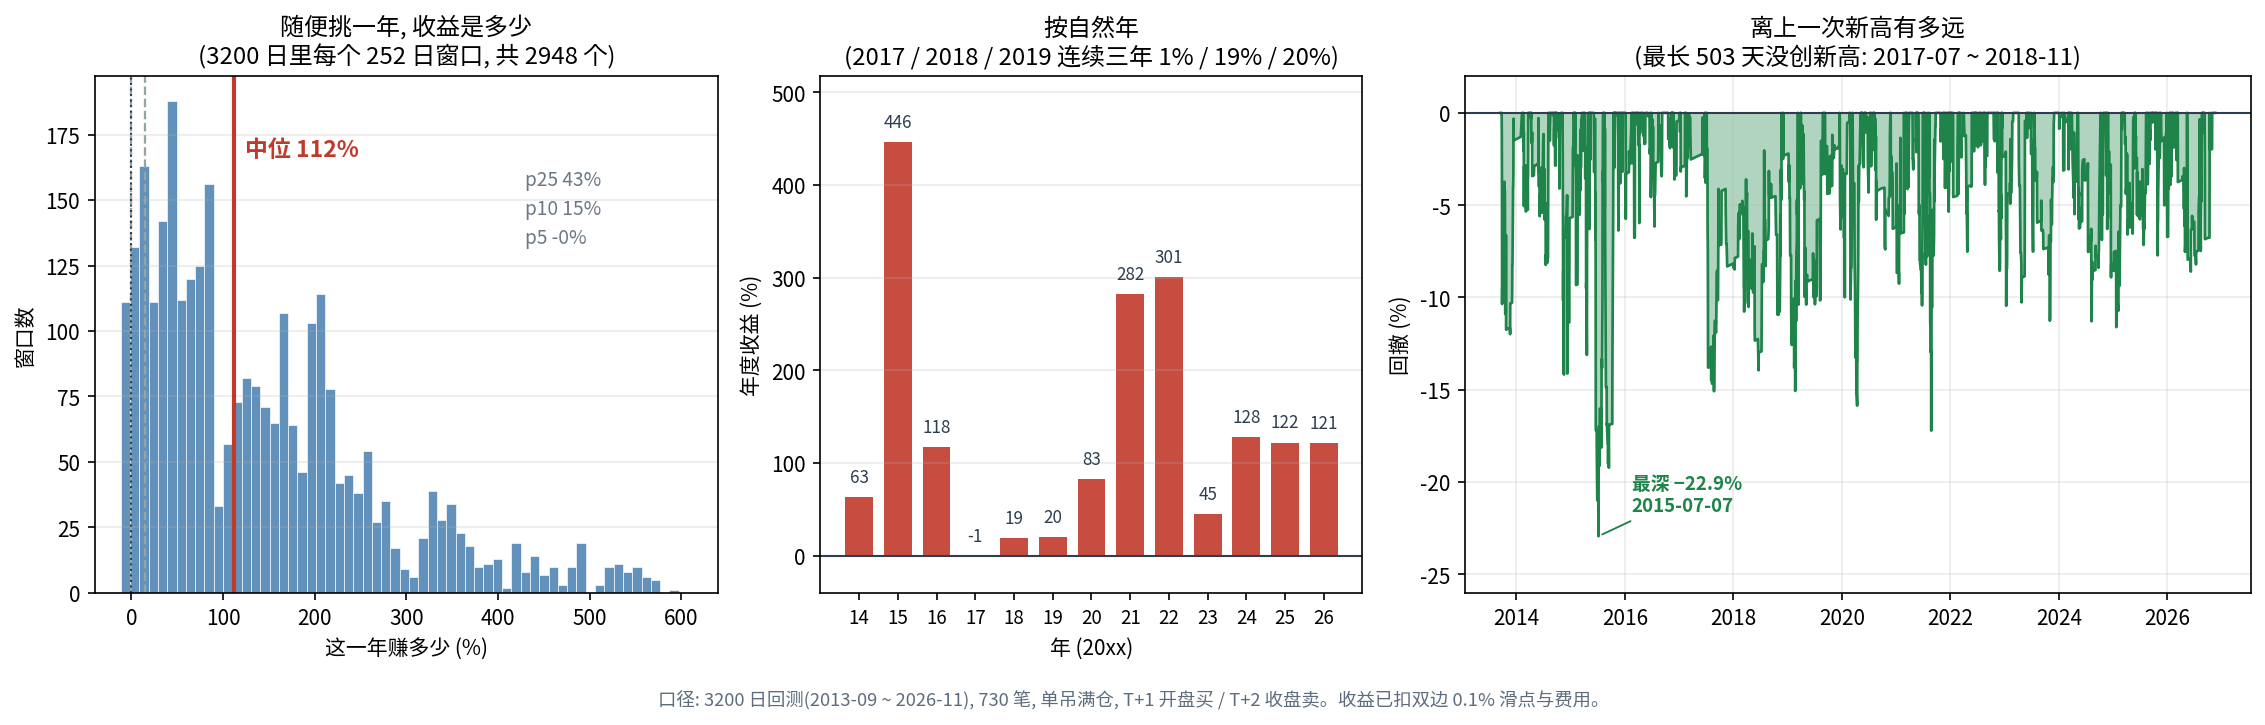 随便挑一年, 收益是多少
(3200 日里每个 252 日窗口, 共 2948 个)
窗口数
175
150
125
100
75
50
25
0
中位 112%
p25 43%
p10 15%
p5 -0%
0 100 200 300 400 500 600
这一年赚多少 (%)
按自然年
(2017 / 2018 / 2019 连续三年 1% / 19% / 20%)
年度收益 (%)
500
400
300
200
100
0
63
446
118
-1
19
20
83
282
301
45
128
122
121
14 15 16 17 18 19 20 21 22 23 24 25 26
年 (20xx)
离上一次新高有多远
(最长 503 天没创新高: 2017-07 ~ 2018-11)
回撤 (%)
0
-5
-10
-15
-20
-25
最深 −22.9%
2015-07-07
2014 2016 2018 2020 2022 2024 2026
口径: 3200 日回测(2013-09 ~ 2026-11), 730 笔, 单吊满仓, T+1 开盘买 / T+2 收盘卖。收益已扣双边 0.1% 滑点与费用。